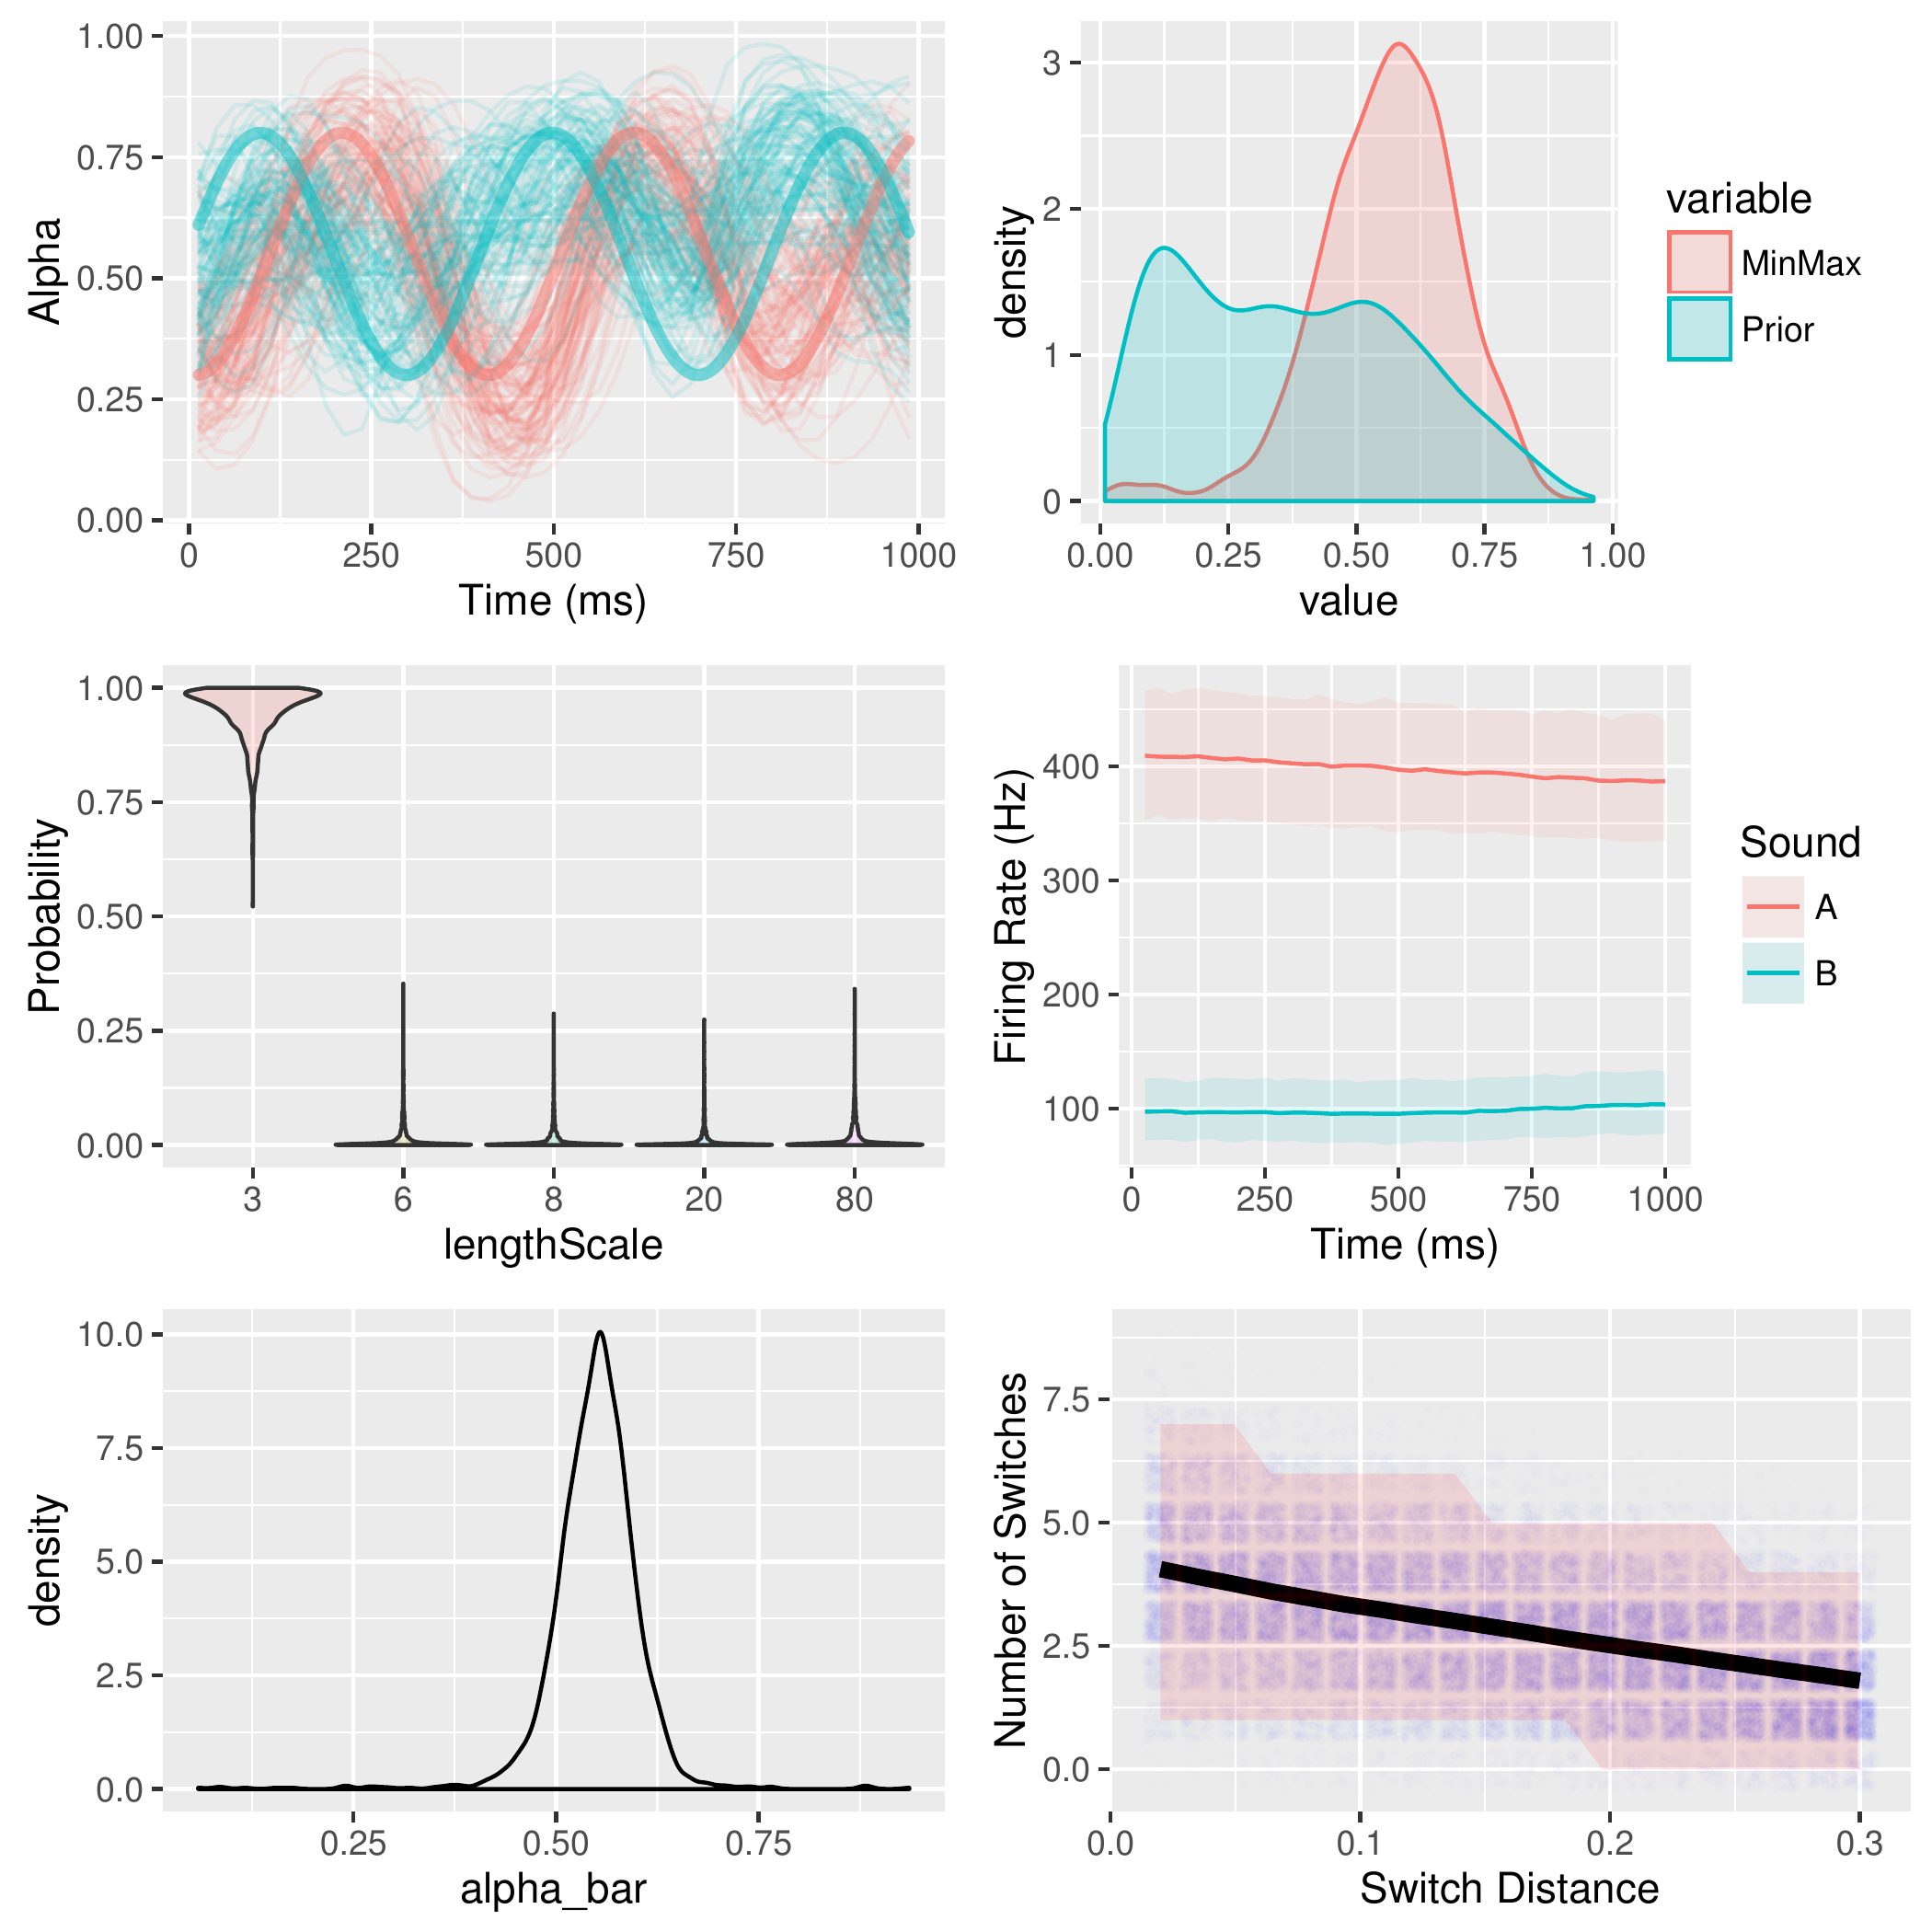 1.00
0.75
0.50
0.25
0.00
Alpha
0 250 500 750 1000
Time (ms)
3
2
1
0
density
0.00 0.25 0.50 0.75 1.00
value
variable
MinMax
Prior
1.00
0.75
0.50
0.25
0.00
Probability
3 6 8 20 80
lengthScale
400
300
200
100
Firing Rate (Hz)
0 250 500 750 1000
Time (ms)
Sound
A
B
10.0
7.5
5.0
2.5
0.0
density
0.25 0.50 0.75
alpha_bar
7.5
5.0
2.5
0.0
Number of Switches
0.0 0.1 0.2 0.3
Switch Distance